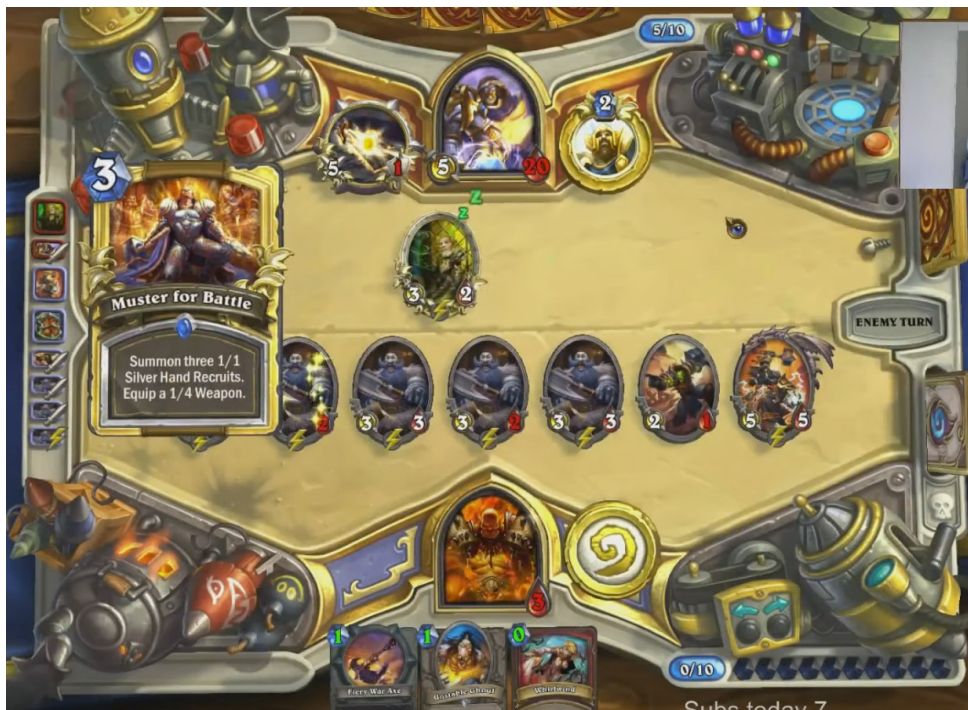 5/10
2
5
1
5
20
3
Muster for Battle
Summon three 1/1
Silver Hand Recruits.
Equip a 1/4 Weapon.
z
z
3
2
ENEMY TURN
2
3
3
3
2
3
3
2
1
5
5
3
1
Fiery War Axe
1
Unstable Ghoul
0
Whirlwind
0/10
Subs today 7